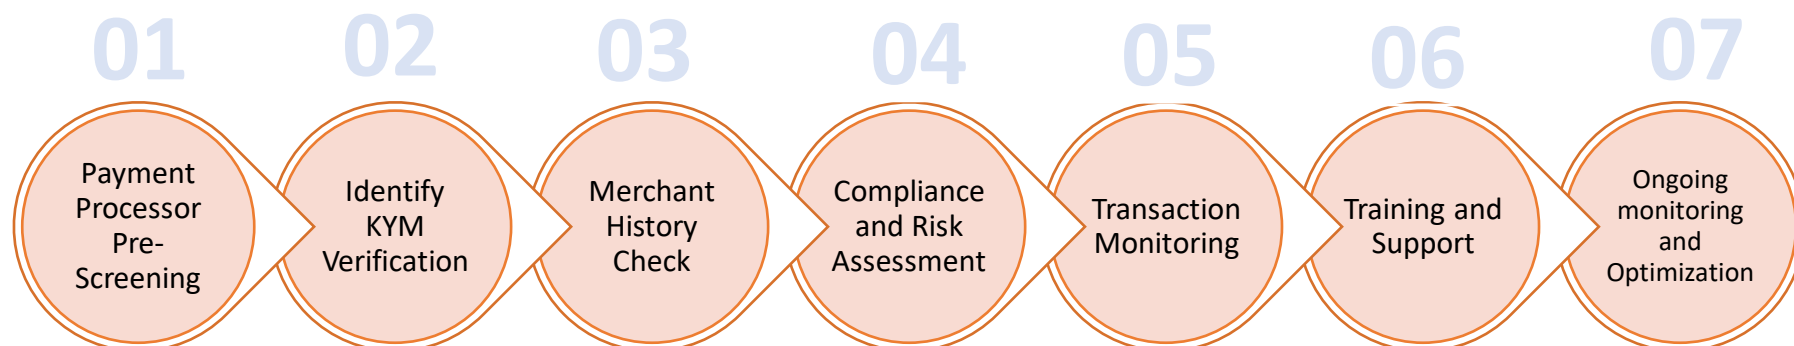 01
02
03
04
05
06
07
Payment
Processor
Pre-
Screening
Identify
KYM
Verification
Merchant
History
Check
Compliance
and Risk
Assessment
Transaction
Monitoring
Training and
Support
Ongoing
monitoring
and
Optimization